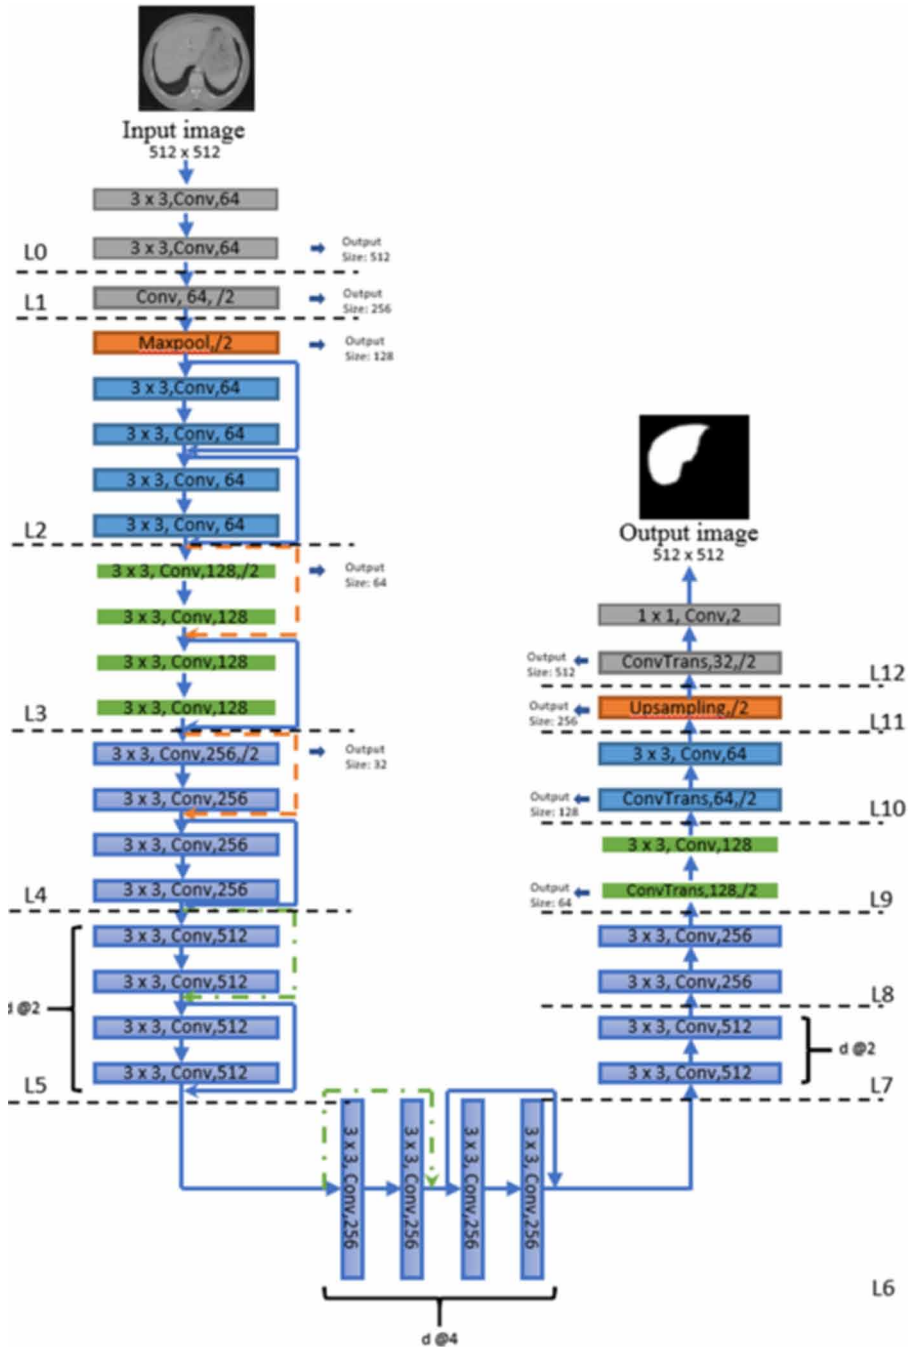 Input image
512 x 512
3 x 3,Conv,64
3 x 3,Conv,64
Output
Size: 512
L0
Conv, 64, /2
Output
Size: 256
L1
Maxpool,/2
Output
Size: 128
3 x 3,Conv,64
3 x 3, Conv, 64
3 x 3, Conv, 64
3 x 3, Conv, 64
L2
3 x 3, Conv,128,/2
Output
Size: 64
3 x 3, Conv,128
3 x 3, Conv,128
3 x 3, Conv,128
L3
3 x 3, Conv,256,/2
Output
Size: 32
3 x 3, Conv,256
3 x 3, Conv,256
3 x 3, Conv,256
L4
3 x 3, Conv,512
3 x 3, Conv,512
@2
3 x 3, Conv,512
3 x 3, Conv,512
L5
3 x 3, Conv,256
3 x 3, Conv,256
3 x 3, Conv,256
3 x 3, Conv,256
d @4
L6
Output image
512 x 512
1 x 1, Conv,2
ConvTrans,32,/2
Output
Size: 512
L12
Upsampling,/2
Output
Size: 256
L11
3 x 3, Conv,64
ConvTrans,64,/2
Output
Size: 128
L10
3 x 3, Conv,128
ConvTrans,128,/2
Output
Size: 64
L9
3 x 3, Conv,256
3 x 3, Conv,256
L8
3 x 3, Conv,512
d @2
3 x 3, Conv,512
L7